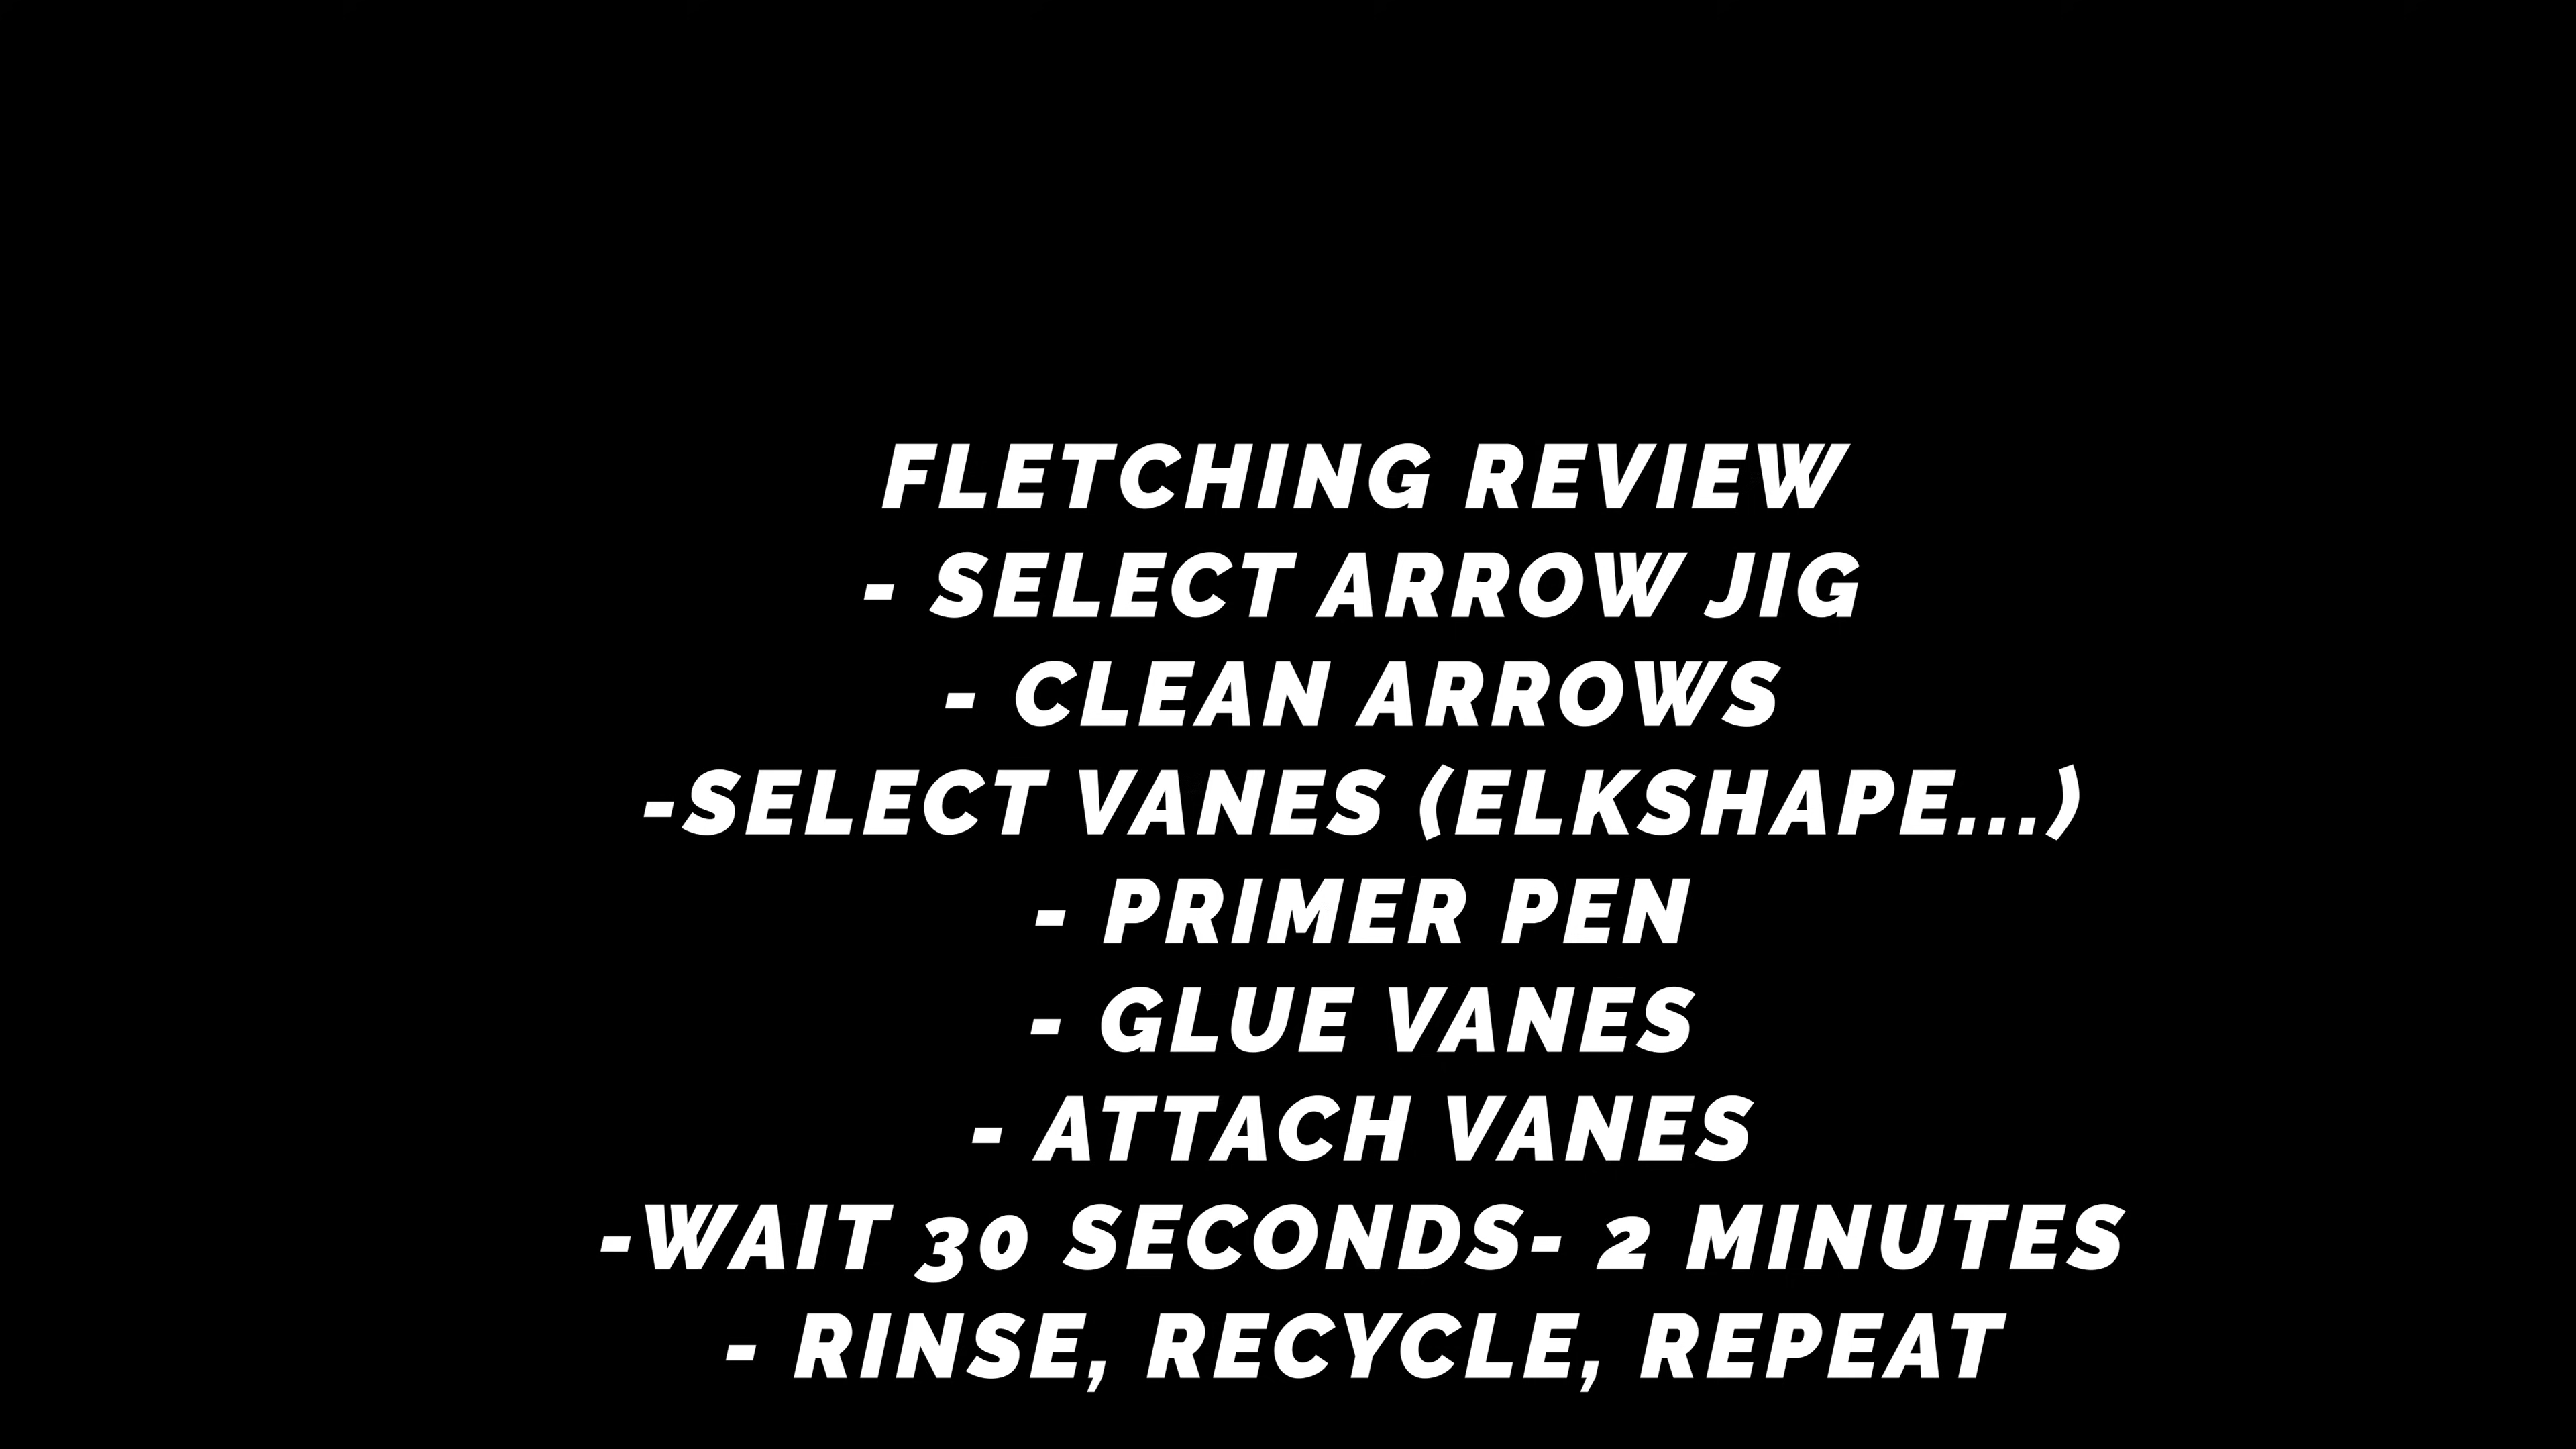 FLETCHING REVIEW
- SELECT ARROW JIG
- CLEAN ARROWS
-SELECT VANES (ELKSHAPE...)
- PRIMER PEN
- GLUE VANES
- ATTACH VANES
-WAIT 30 SECONDS- 2 MINUTES
- RINSE, RECYCLE, REPEAT